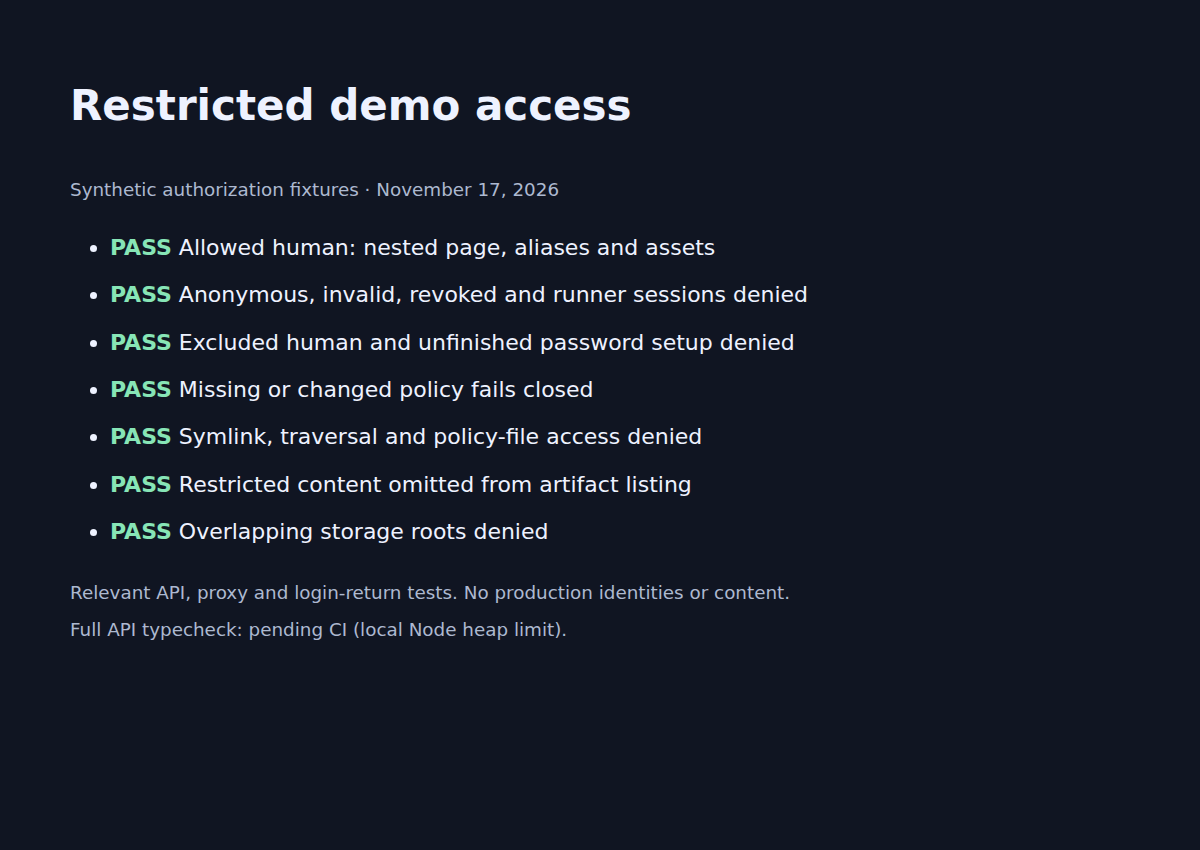 Restricted demo access
Synthetic authorization fixtures · November 17, 2026
• PASS Allowed human: nested page, aliases and assets
• PASS Anonymous, invalid, revoked and runner sessions denied
• PASS Excluded human and unfinished password setup denied
• PASS Missing or changed policy fails closed
• PASS Symlink, traversal and policy-file access denied
• PASS Restricted content omitted from artifact listing
• PASS Overlapping storage roots denied
Relevant API, proxy and login-return tests. No production identities or content.
Full API typecheck: pending CI (local Node heap limit).